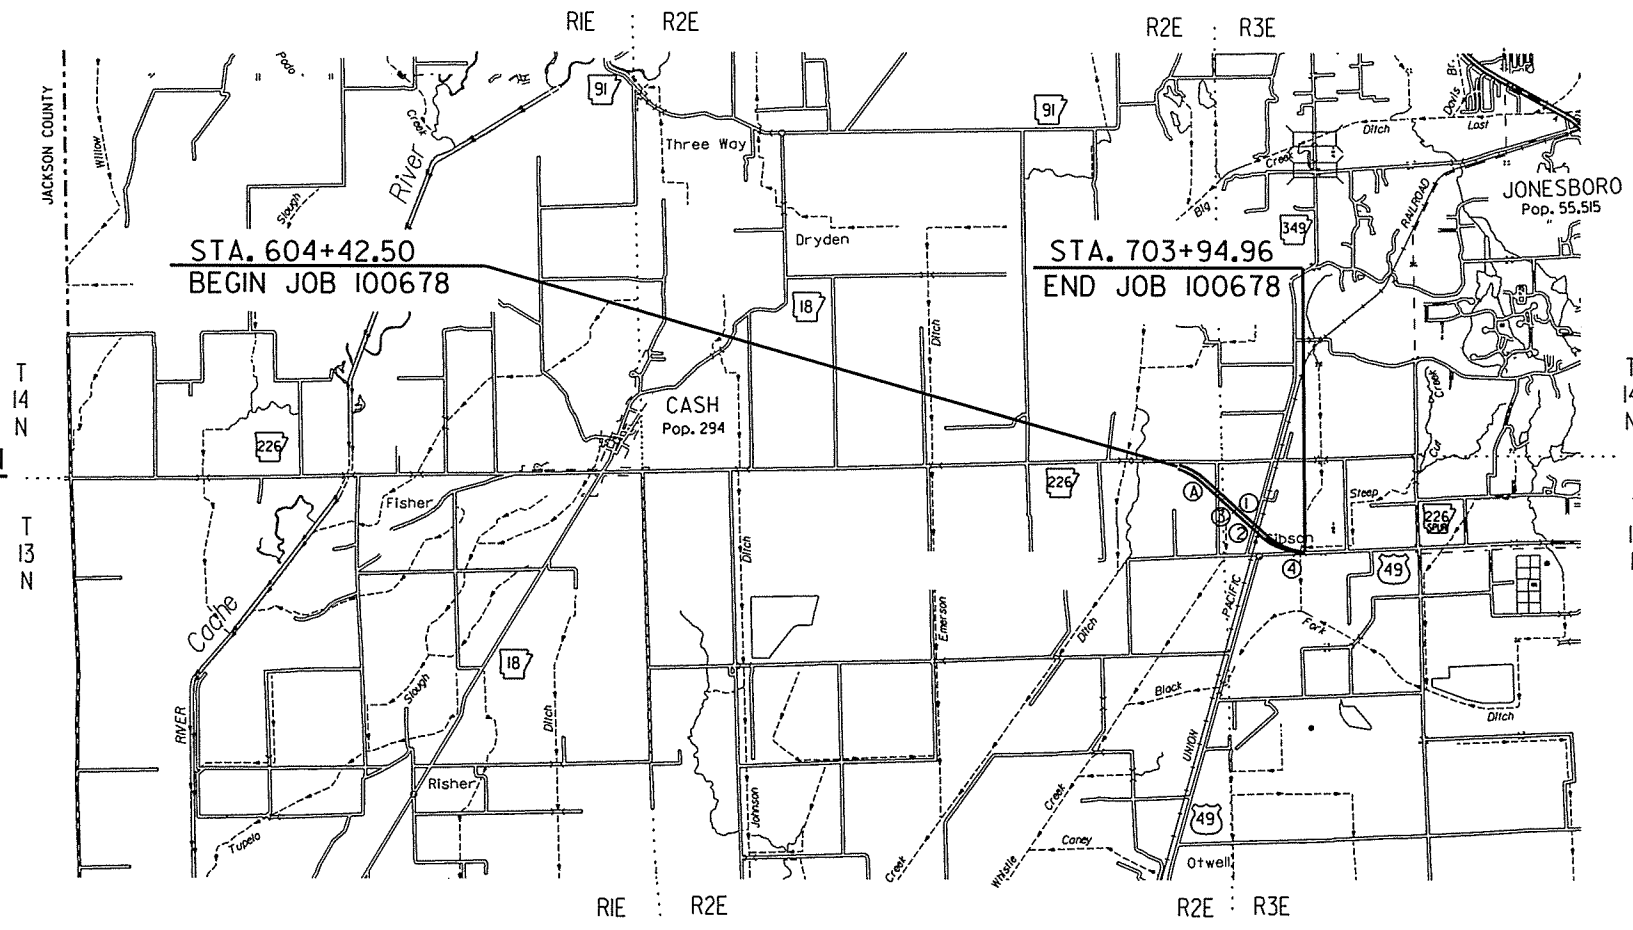 R1E R2E
R2E R3E
JACKSON COUNTY
Willow
Podo
Creek
River
91
91
Three Way
Davis Br.
Ditch
Lost
Creek
Big
RAILROAD
JONESBORO
Pop. 55,515
Slough
349
Dryden
STA. 604+42.50
BEGIN JOB 100678
STA. 703+94.96
END JOB 100678
18
Ditch
T
14
N
CASH
Pop. 294
226
Creek
Cut
226
A
1
Steep
226
SPUR
Fisher
2
Gibson
T
13
N
Ditch
4
49
PACIFIC
Cache
Emerson
Ditch
Fork
18
Slough
Black
Ditch
RIVER
Ditch
UNION
Risher
Johnson
Creek
49
Tupelo
Creek
Whistle
Caney
Otwell
R1E R2E
R2E R3E